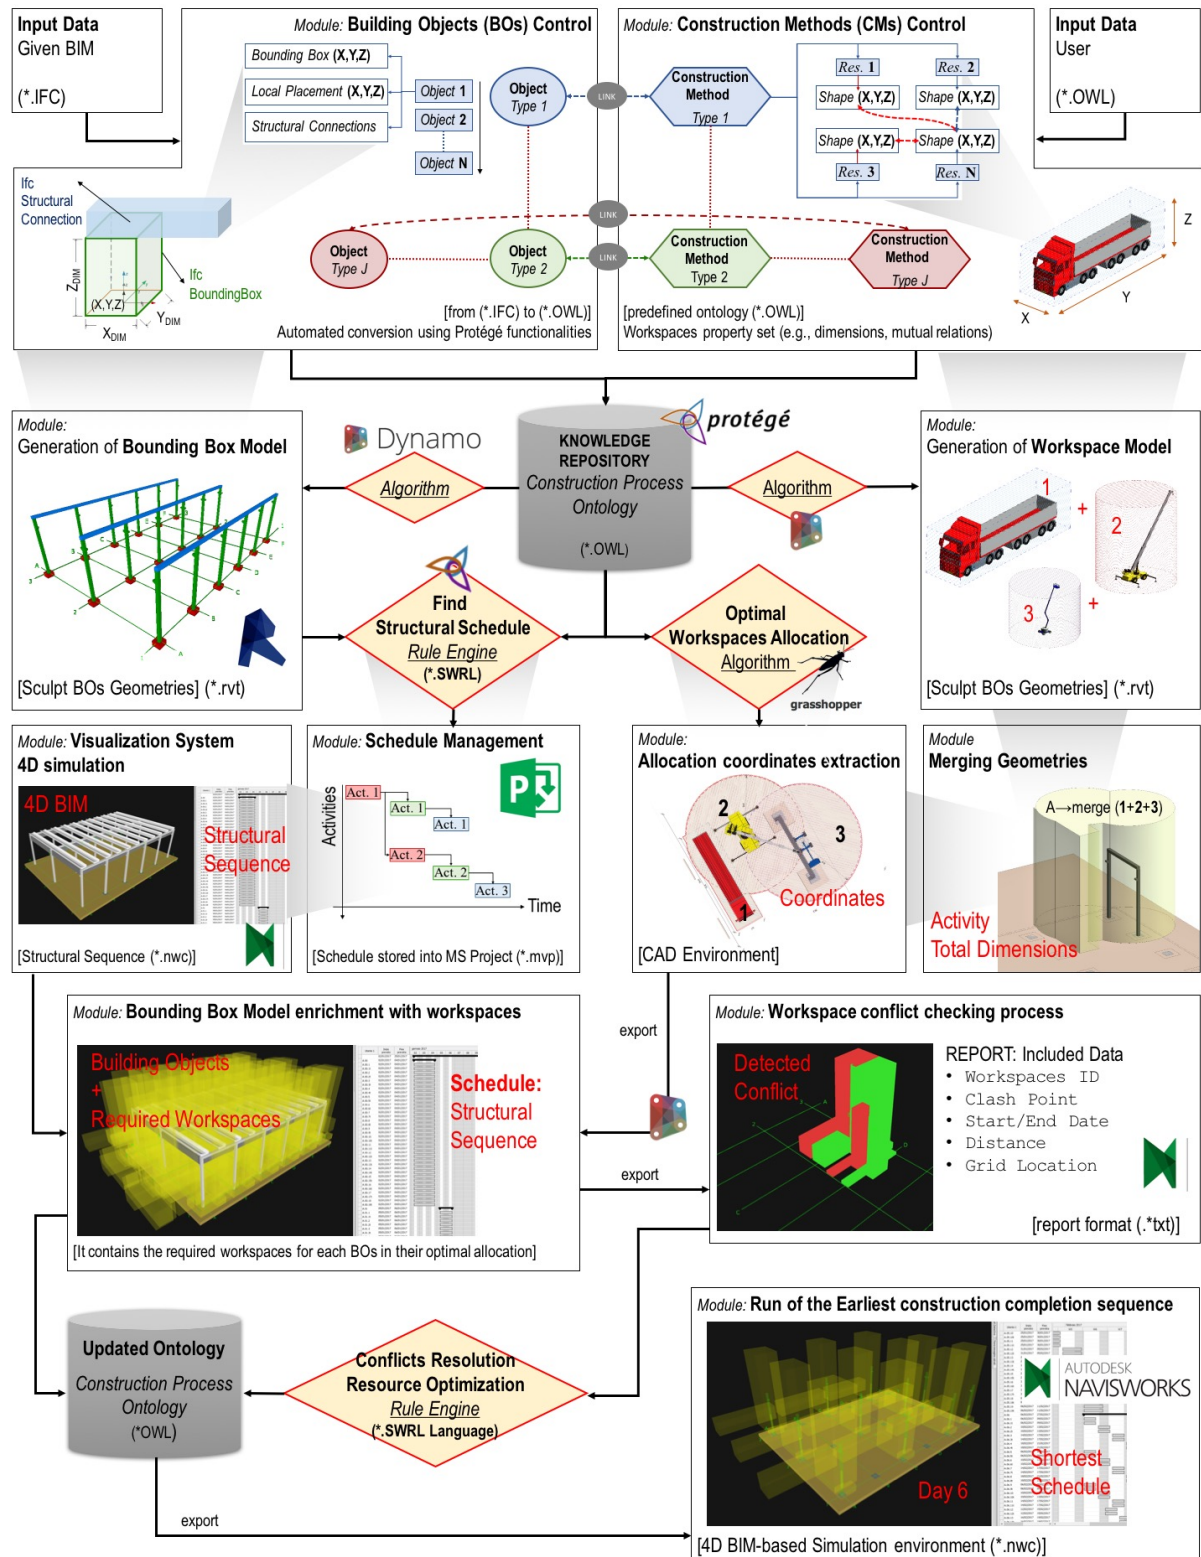 Input Data
Given BIM
(*.IFC)
Module: Building Objects (BOs) Control
Bounding Box (X,Y,Z)
Local Placement (X,Y,Z)
Structural Connections
Object 1
Object 2
Object N
Object
Type 1
LINK
Ifc
Structural
Connection
Ifc
BoundingBox
Z DIM
(X,Y,Z)
X DIM
Y DIM
Object
Type J
Object
Type 2
[from (*.IFC) to (*.OWL)]
Automated conversion using Protégé functionalities
Module: Construction Methods (CMs) Control
Construction
Method
Type 1
Res. 1
Res. 2
Shape (X,Y,Z)
Shape (X,Y,Z)
Shape (X,Y,Z)
Shape (X,Y,Z)
Res. 3
Res. N
LINK
LINK
Construction
Method
Type 2
Construction
Method
Type J
[predefined ontology (*.OWL)]
Workspaces property set (e.g., dimensions, mutual relations)
Input Data
User
(*.OWL)
Z
Y
X
Module:
Generation of Bounding Box Model
[Sculpt BOs Geometries] (*.rvt)
Dynamo
Algorithm
protégé
KNOWLEDGE
REPOSITORY
Construction Process
Ontology
(*.OWL)
Algorithm
Module:
Generation of Workspace Model
1
+
2
3
+
[Sculpt BOs Geometries] (*.rvt)
Find
Structural Schedule
Rule Engine
(*.SWRL)
Optimal
Workspaces Allocation
Algorithm
grasshopper
Module: Visualization System
4D simulation
4D BIM
Structural
Sequence
[Structural Sequence (*.nwc)]
Module: Schedule Management
P
Activities
Act. 1
Act. 1
Act. 1
Act. 2
Act. 2
Act. 3
Time
[Schedule stored into MS Project (*.mvp)]
Module:
Allocation coordinates extraction
2
3
1
Coordinates
[CAD Environment]
Module
Merging Geometries
A→merge (1+2+3)
Activity
Total Dimensions
Module: Bounding Box Model enrichment with workspaces
Building Objects
+
Required Workspaces
Schedule:
Structural
Sequence
[It contains the required workspaces for each BOs in their optimal allocation]
export
export
Module: Workspace conflict checking process
Detected
Conflict
REPORT: Included Data
• Workspaces ID
• Clash Point
• Start/End Date
• Distance
• Grid Location
[report format (.*txt)]
Updated Ontology
Construction Process
Ontology
(*OWL)
Conflicts Resolution
Resource Optimization
Rule Engine
(*.SWRL Language)
export
Module: Run of the Earliest construction completion sequence
Day 6
AUTODESK
NAVISWORKS
Shortest
Schedule
[4D BIM-based Simulation environment (*.nwc)]